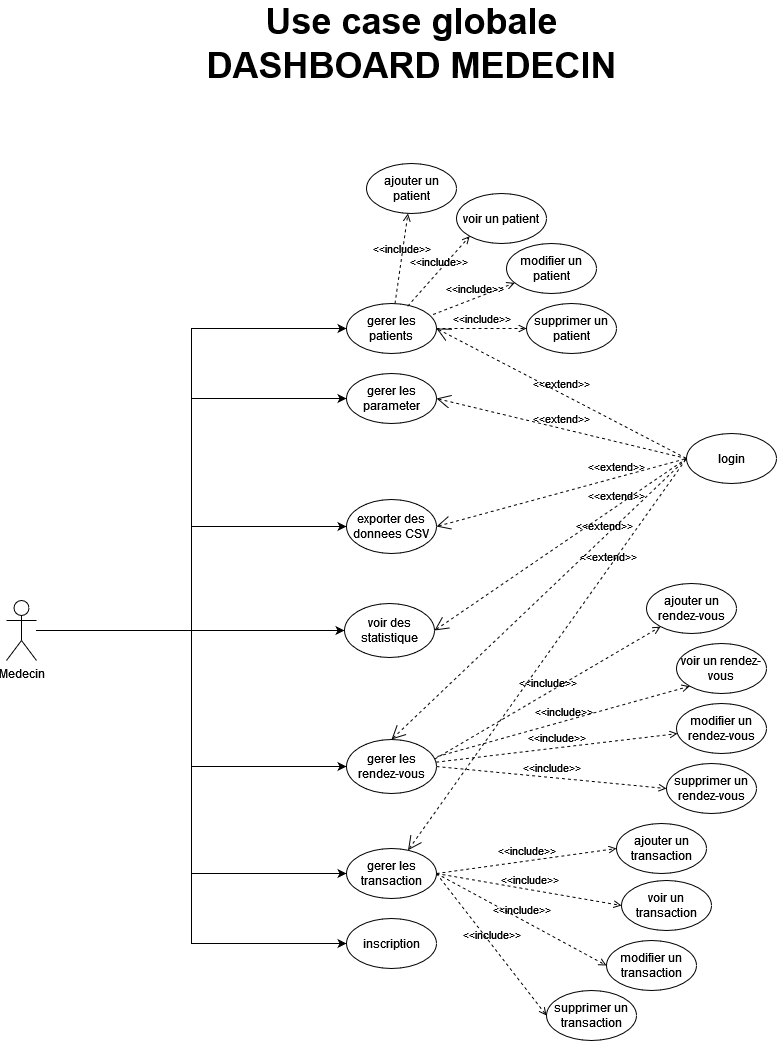 Use case globale
DASHBOARD MEDECIN
ajouter un
patient
voir un patient
<<include>>
<<include>>
modifier un
patient
<<include>>
gerer les
patients
<<include>>
supprimer un
patient
<<extend>>
gerer les
parameter
<<extend>>
login
<<extend>>
<<extend>>
exporter des
donnees CSV
<<extend>>
<<extend>>
voir des
statistique
Medecin
ajouter un
rendez-vous
<<include>>
voir un rendez-
vous
<<include>>
modifier un
rendez-vous
<<include>>
gerer les
rendez-vous
<<include>>
supprimer un
rendez-vous
ajouter un
transaction
<<include>>
gerer les
transaction
<<include>>
voir un
transaction
<<include>>
<<include>>
inscription
modifier un
transaction
supprimer un
transaction